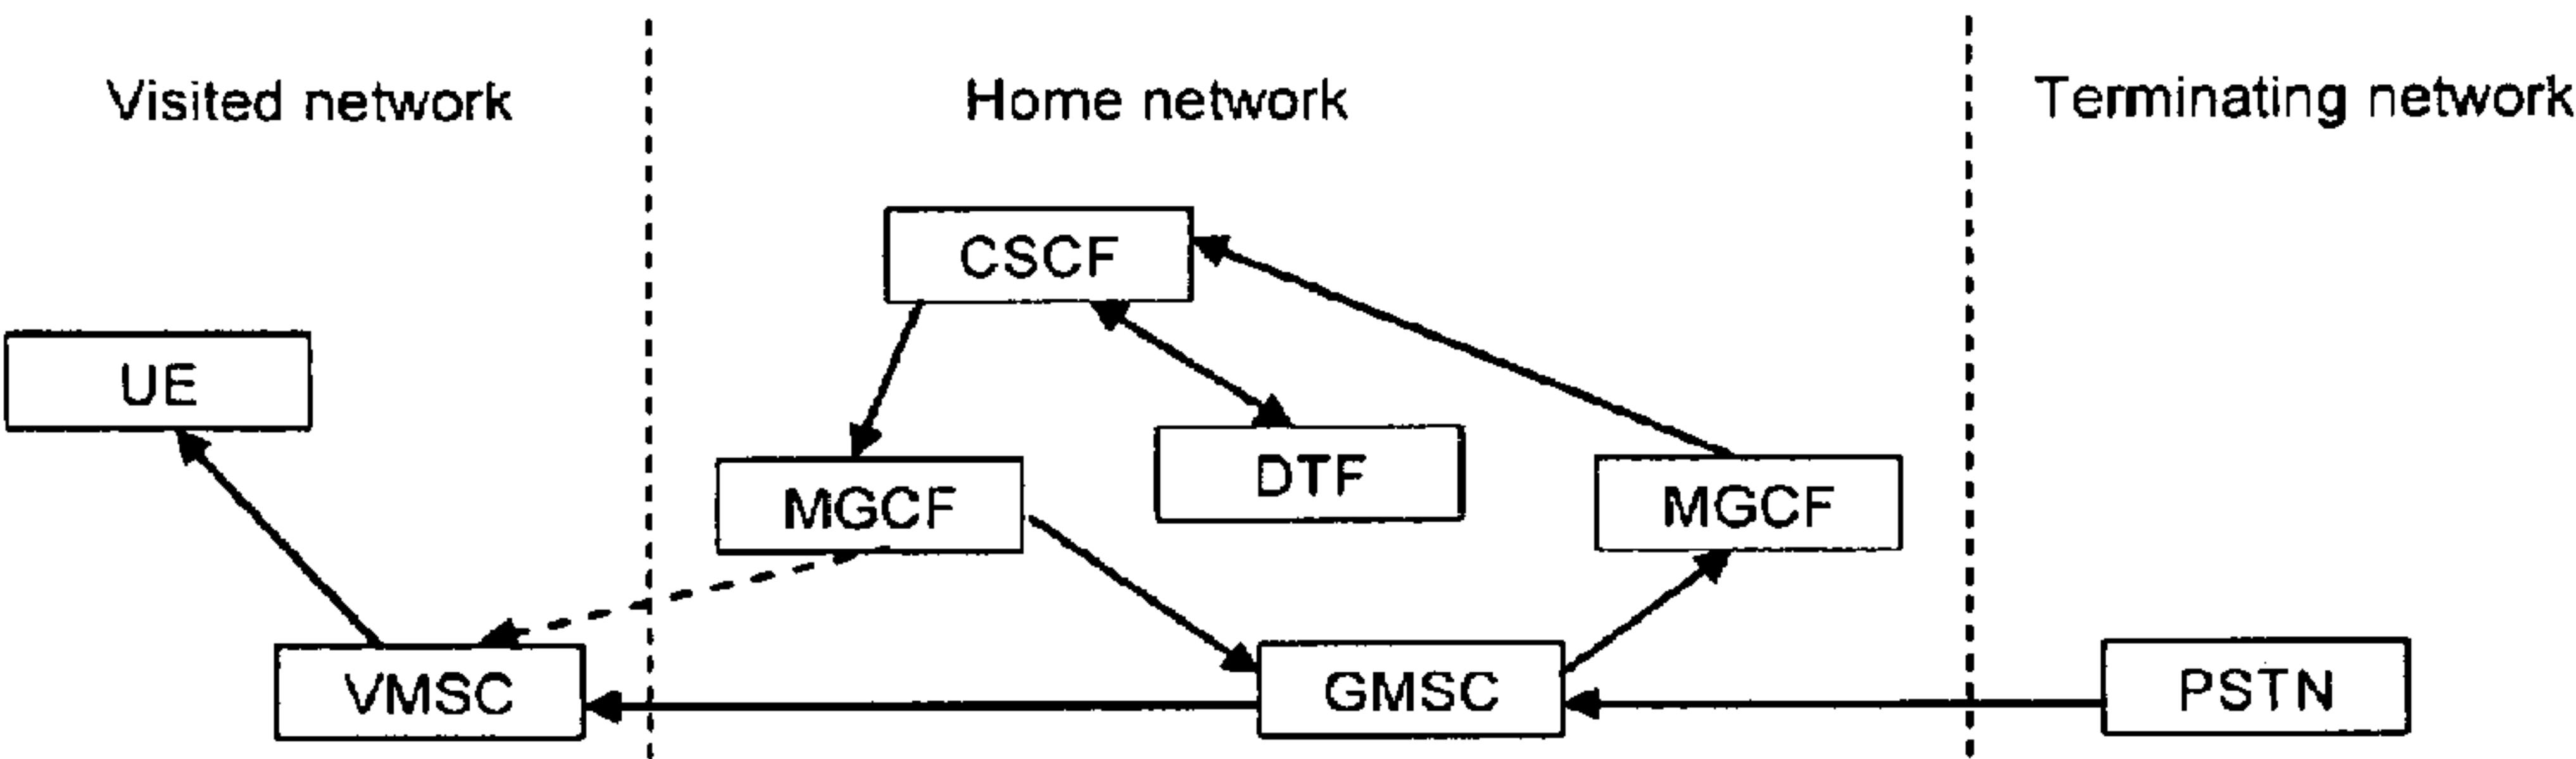 Visited network
Home network
Terminating network
CSCF
UE
DTF
MGCF
MGCF
VMSC
GMSC
PSTN